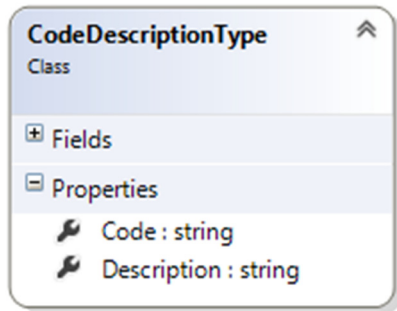 CodeDescriptionType
Class
Fields
Properties
Code : string
Description : string